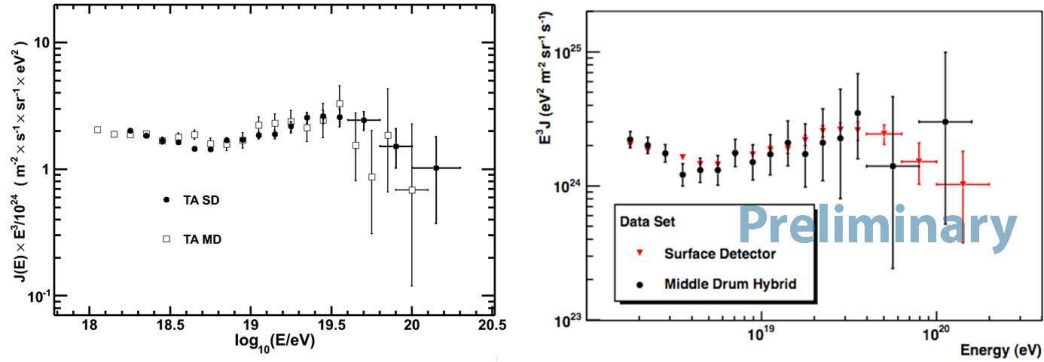 J(E) × E³/10²⁴ ( m² × s⁻¹ × sr⁻¹ × eV² )
10
1
10⁻¹
TA SD
TA MD
18
18.5
19
19.5
20
20.5
log₁₀(E/eV)
E³J (eV² m⁻² sr⁻¹ s⁻¹)
10²⁵
10²⁴
10²³
Preliminary
Data Set
Surface Detector
Middle Drum Hybrid
10¹⁹
10²⁰
Energy (eV)